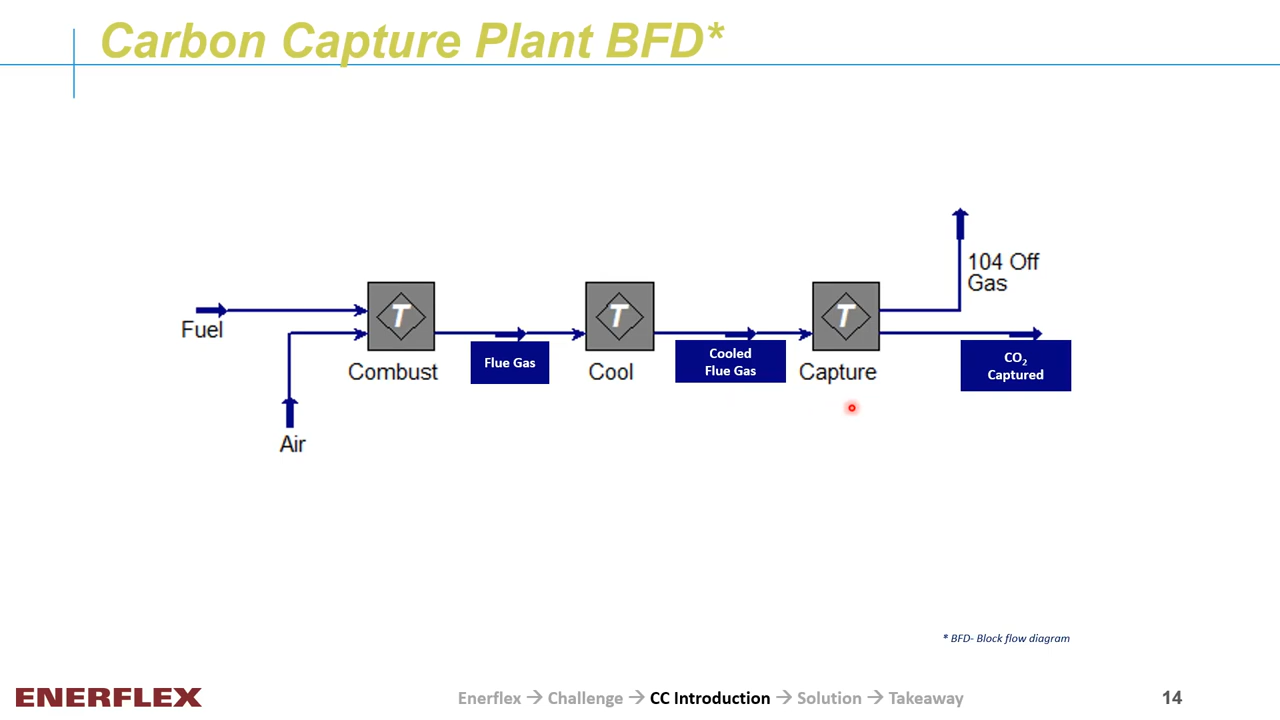 Carbon Capture Plant BFD*
104 Off
Gas
Fuel
T
T
T
Combust
Flue Gas
Cool
Cooled
Flue Gas
Capture
CO₂
Captured
Air
* BFD- Block flow diagram
ENERFLEX
Enerflex → Challenge → CC Introduction → Solution → Takeaway
14